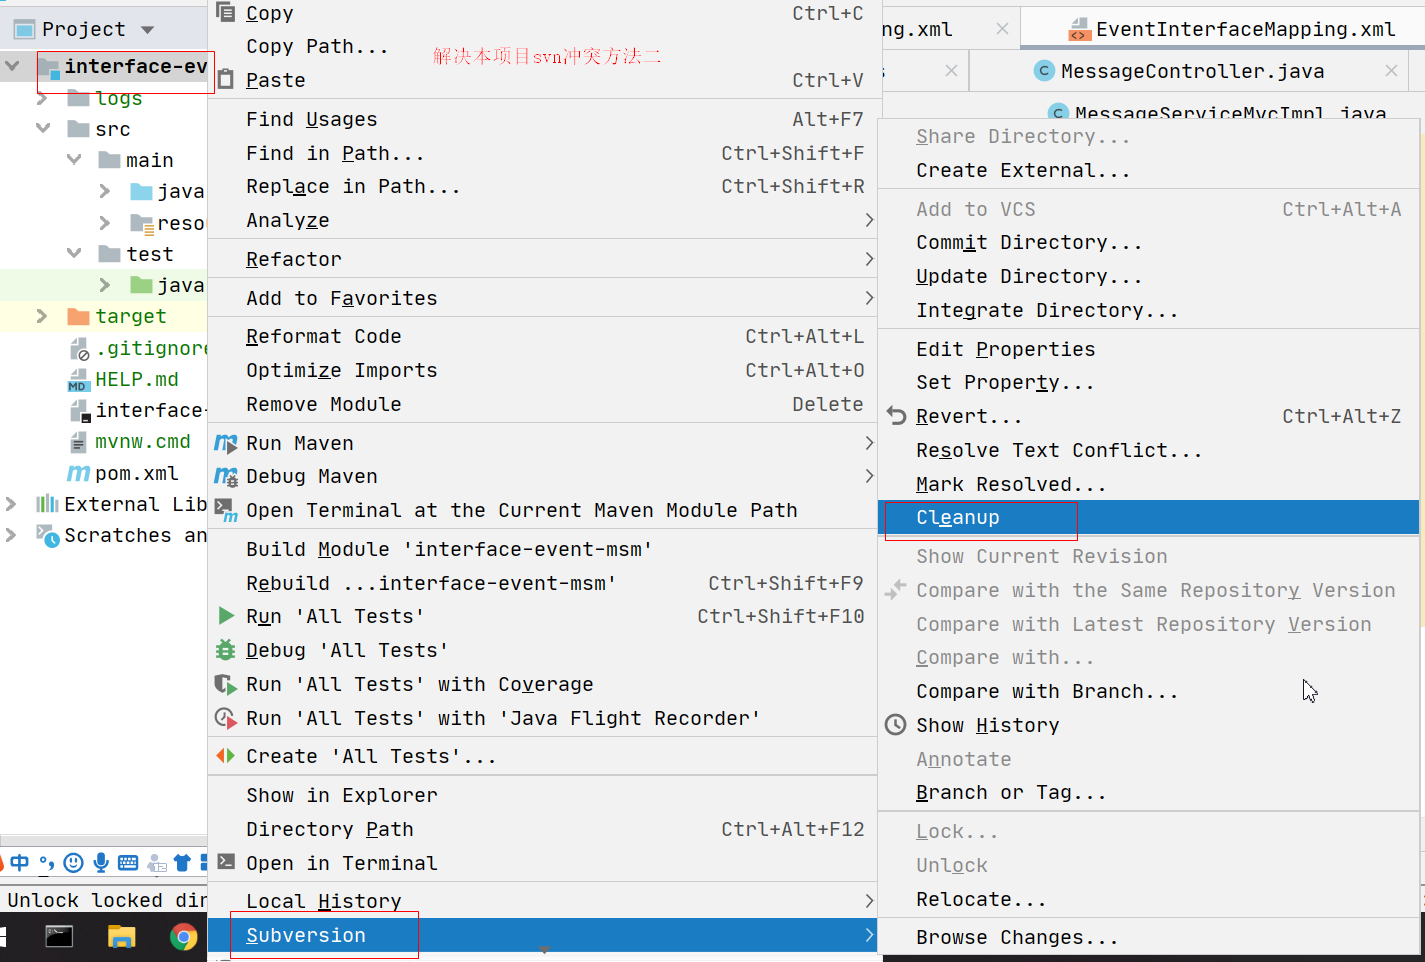 Project
interface-ev
logs
src
main
java
reso
test
java
target
.gitignore
HELP.md
interface-
mvnw.cmd
pom.xml
External Lib
Scratches an
中
Unlock locked dir
Copy Ctrl+C
Copy Path...
解决本项目svn冲突方法二
Paste Ctrl+V
Find Usages Alt+F7
Find in Path... Ctrl+Shift+F
Replace in Path... Ctrl+Shift+R
Analyze
Refactor
Add to Favorites
Reformat Code Ctrl+Alt+L
Optimize Imports Ctrl+Alt+O
Remove Module Delete
Run Maven
Debug Maven
Open Terminal at the Current Maven Module Path
Build Module 'interface-event-msm'
Rebuild ...interface-event-msm' Ctrl+Shift+F9
Run 'All Tests' Ctrl+Shift+F10
Debug 'All Tests'
Run 'All Tests' with Coverage
Run 'All Tests' with 'Java Flight Recorder'
Create 'All Tests'...
Show in Explorer
Directory Path Ctrl+Alt+F12
Open in Terminal
Local History
Subversion
ng.xml
EventInterfaceMapping.xml
MessageController.java
MessageServiceMvcImpl.java
Share Directory...
Create External...
Add to VCS Ctrl+Alt+A
Commit Directory...
Update Directory...
Integrate Directory...
Edit Properties
Set Property...
Revert... Ctrl+Alt+Z
Resolve Text Conflict...
Mark Resolved...
Cleanup
Show Current Revision
Compare with the Same Repository Version
Compare with Latest Repository Version
Compare with...
Compare with Branch...
Show History
Annotate
Branch or Tag...
Lock...
Unlock
Relocate...
Browse Changes...